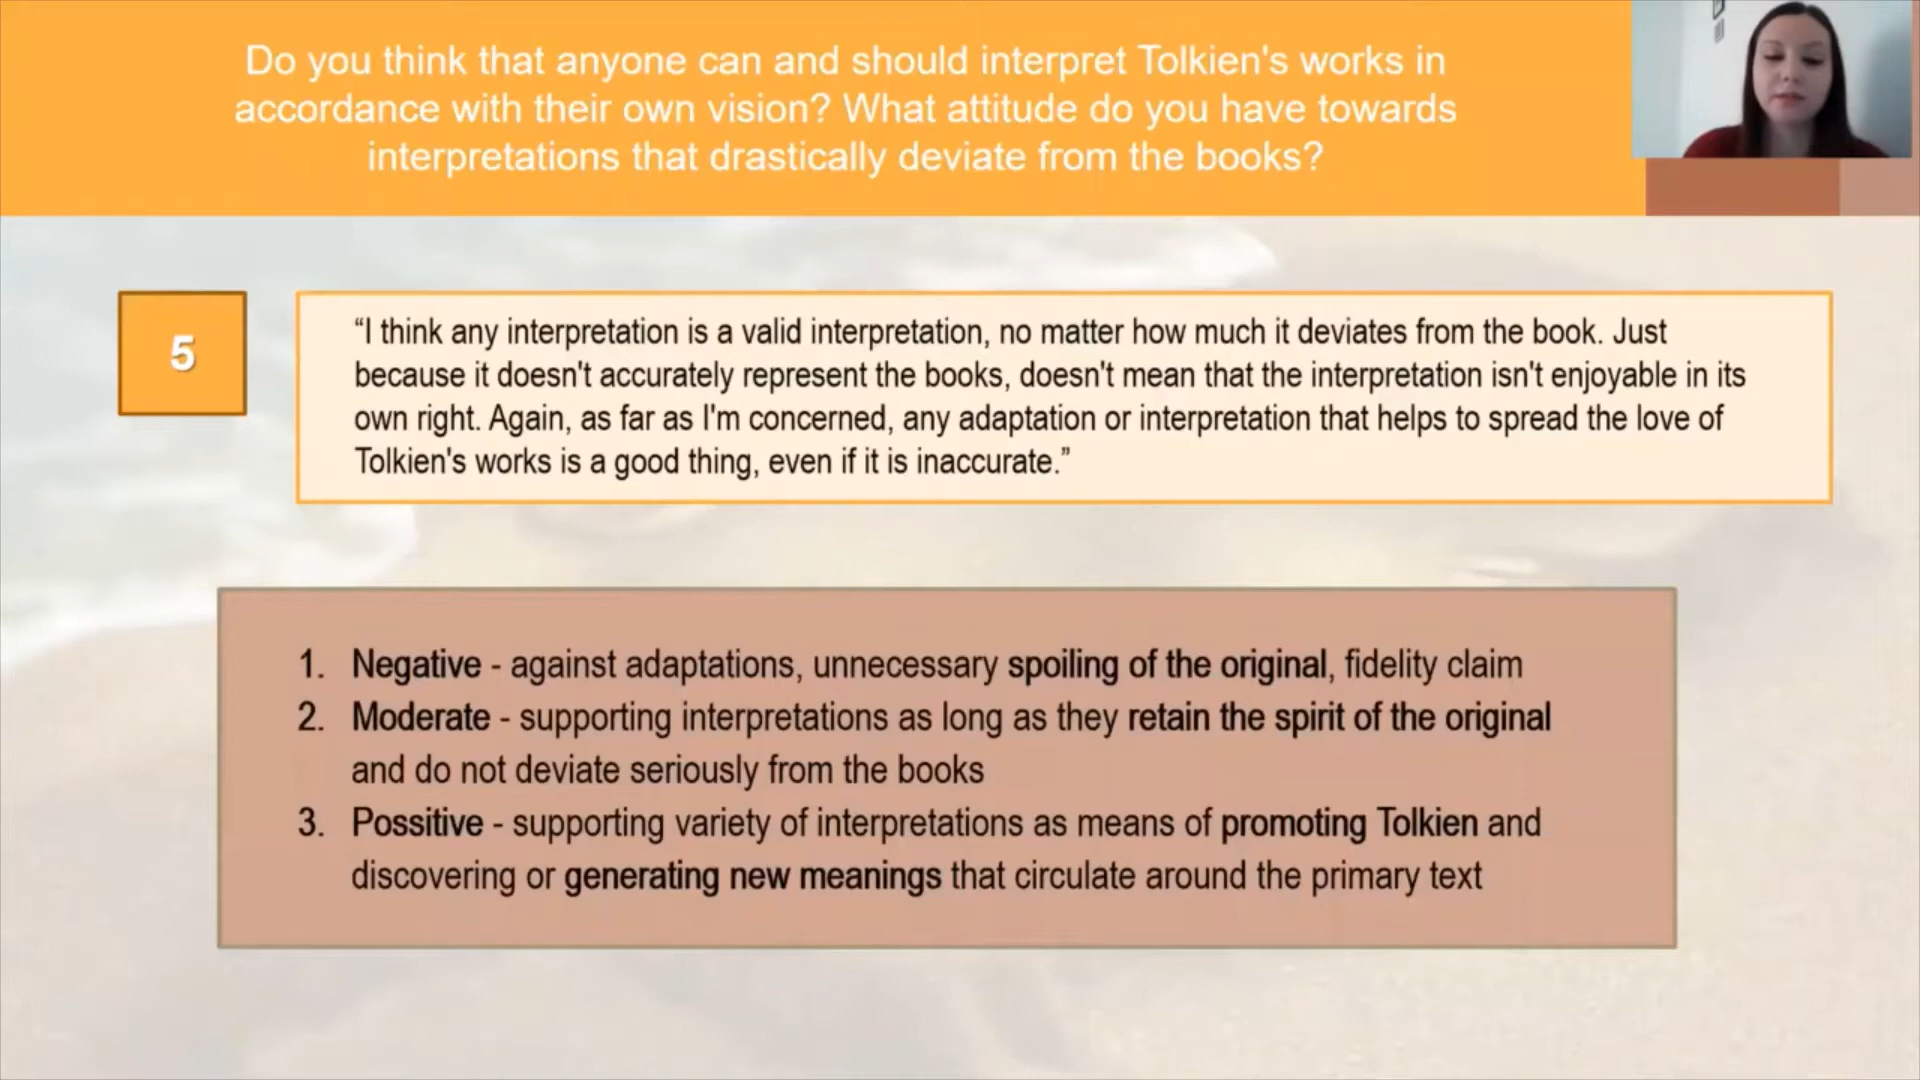 Do you think that anyone can and should interpret Tolkien's works in
accordance with their own vision? What attitude do you have towards
interpretations that drastically deviate from the books?
5
“I think any interpretation is a valid interpretation, no matter how much it deviates from the book. Just
because it doesn't accurately represent the books, doesn't mean that the interpretation isn't enjoyable in its
own right. Again, as far as I'm concerned, any adaptation or interpretation that helps to spread the love of
Tolkien's works is a good thing, even if it is inaccurate.”
1. Negative - against adaptations, unnecessary spoiling of the original, fidelity claim
2. Moderate - supporting interpretations as long as they retain the spirit of the original
and do not deviate seriously from the books
3. Possitive - supporting variety of interpretations as means of promoting Tolkien and
discovering or generating new meanings that circulate around the primary text